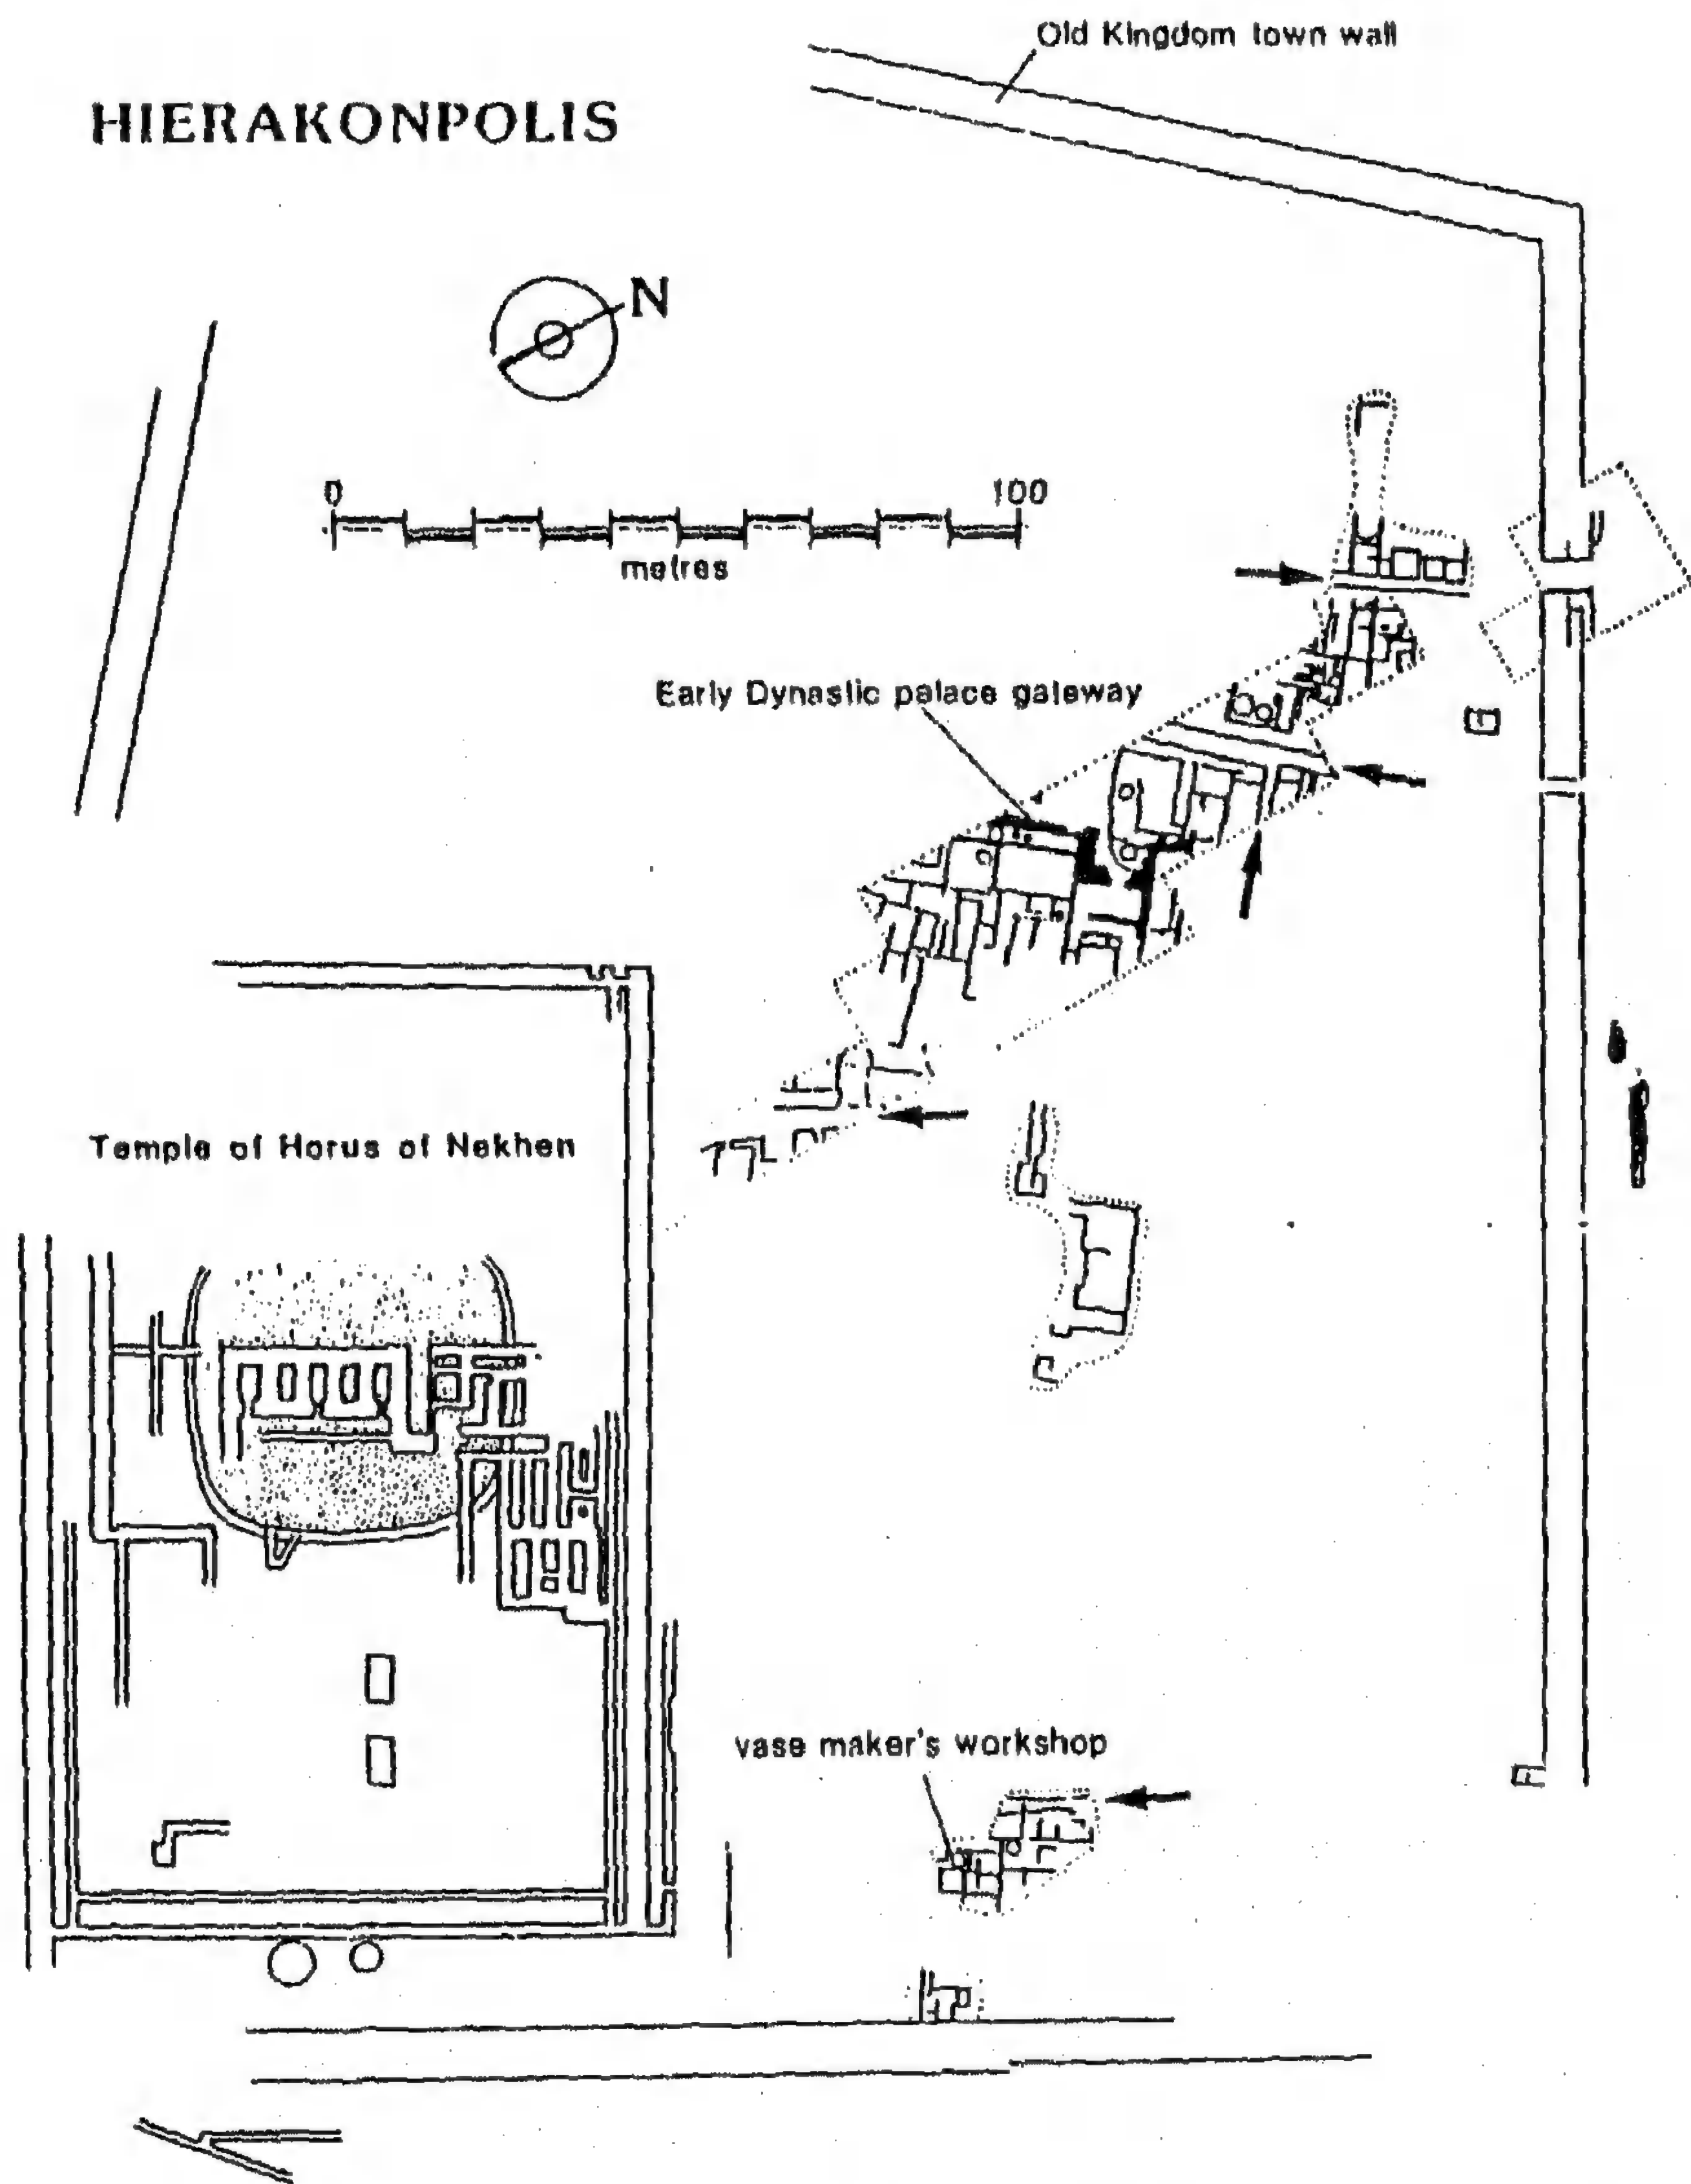 Old Kingdom town wall
HIERAKONPOLIS
N
0 100
metres
Early Dynastic palace gateway
Temple of Horus of Nekhen
vase maker's workshop